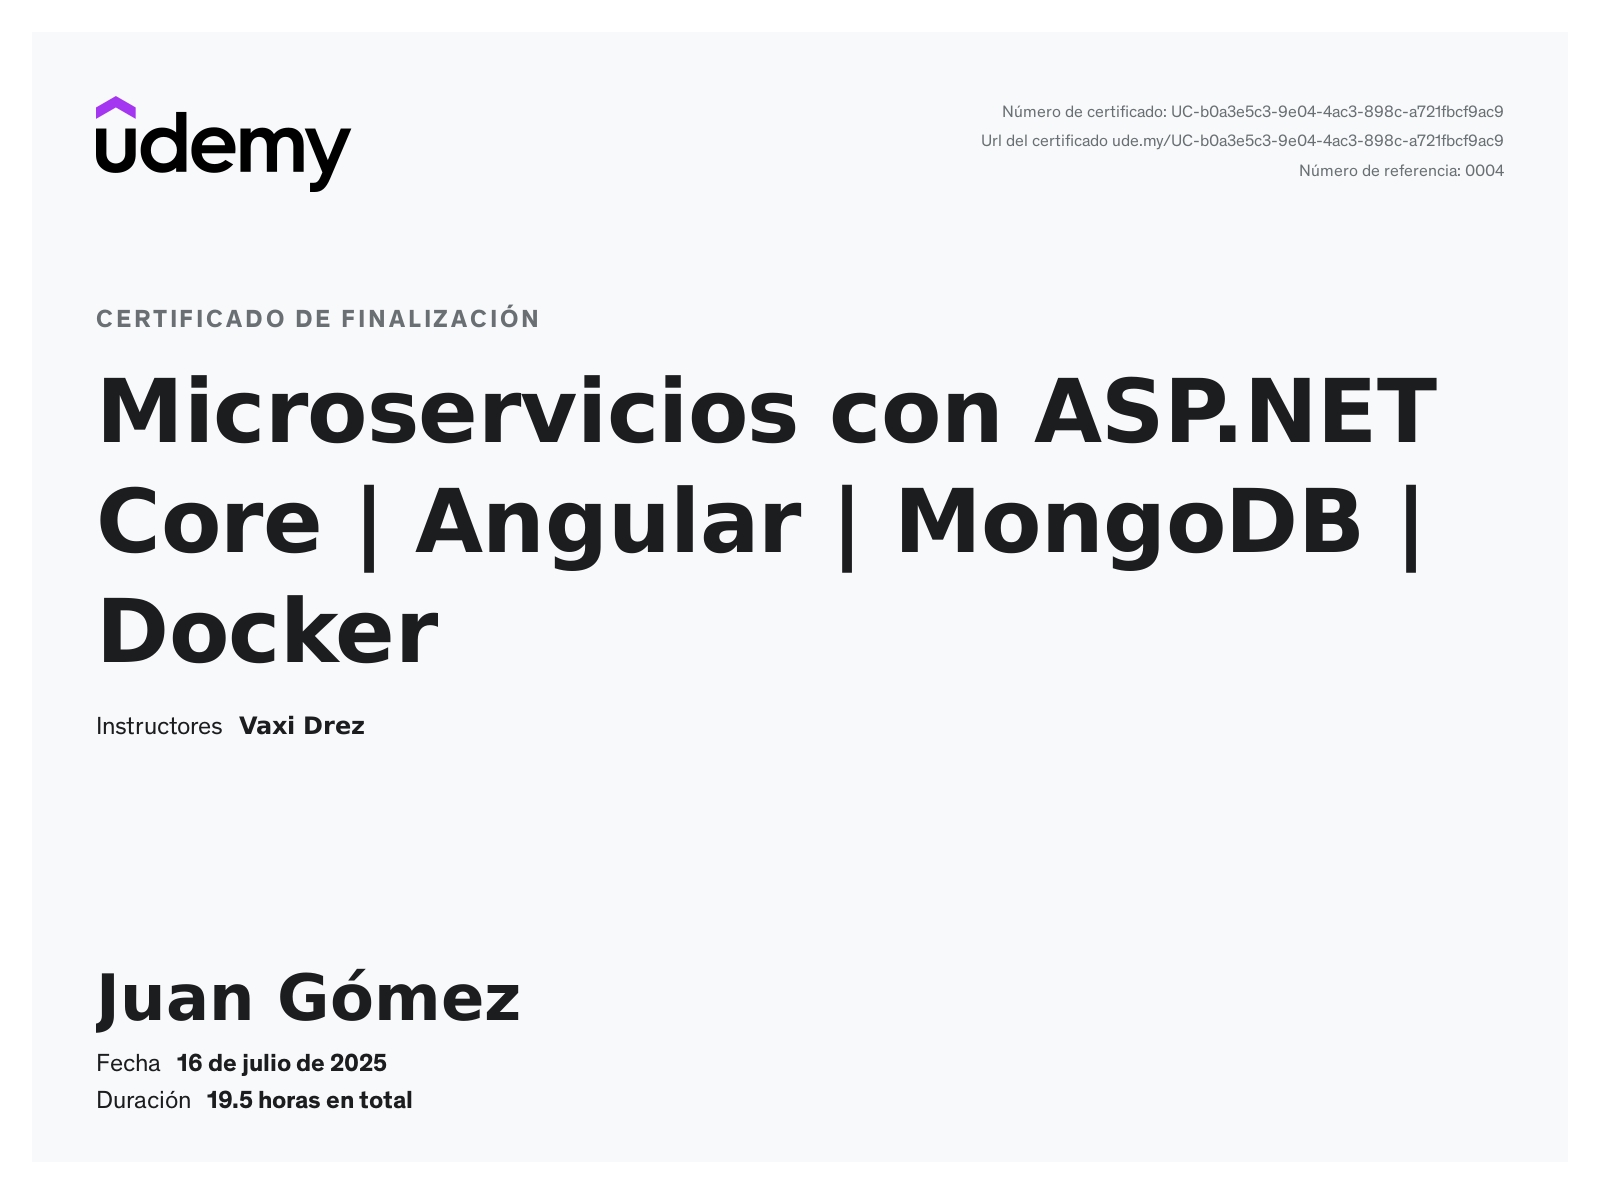 udemy
Número de certificado: UC-b0a3e5c3-9e04-4ac3-898c-a721fbcf9ac9
Url del certificado ude.my/UC-b0a3e5c3-9e04-4ac3-898c-a721fbcf9ac9
Número de referencia: 0004
CERTIFICADO DE FINALIZACIÓN
Microservicios con ASP.NET
Core | Angular | MongoDB |
Docker
Instructores Vaxi Drez
Juan Gómez
Fecha 16 de julio de 2025
Duración 19.5 horas en total